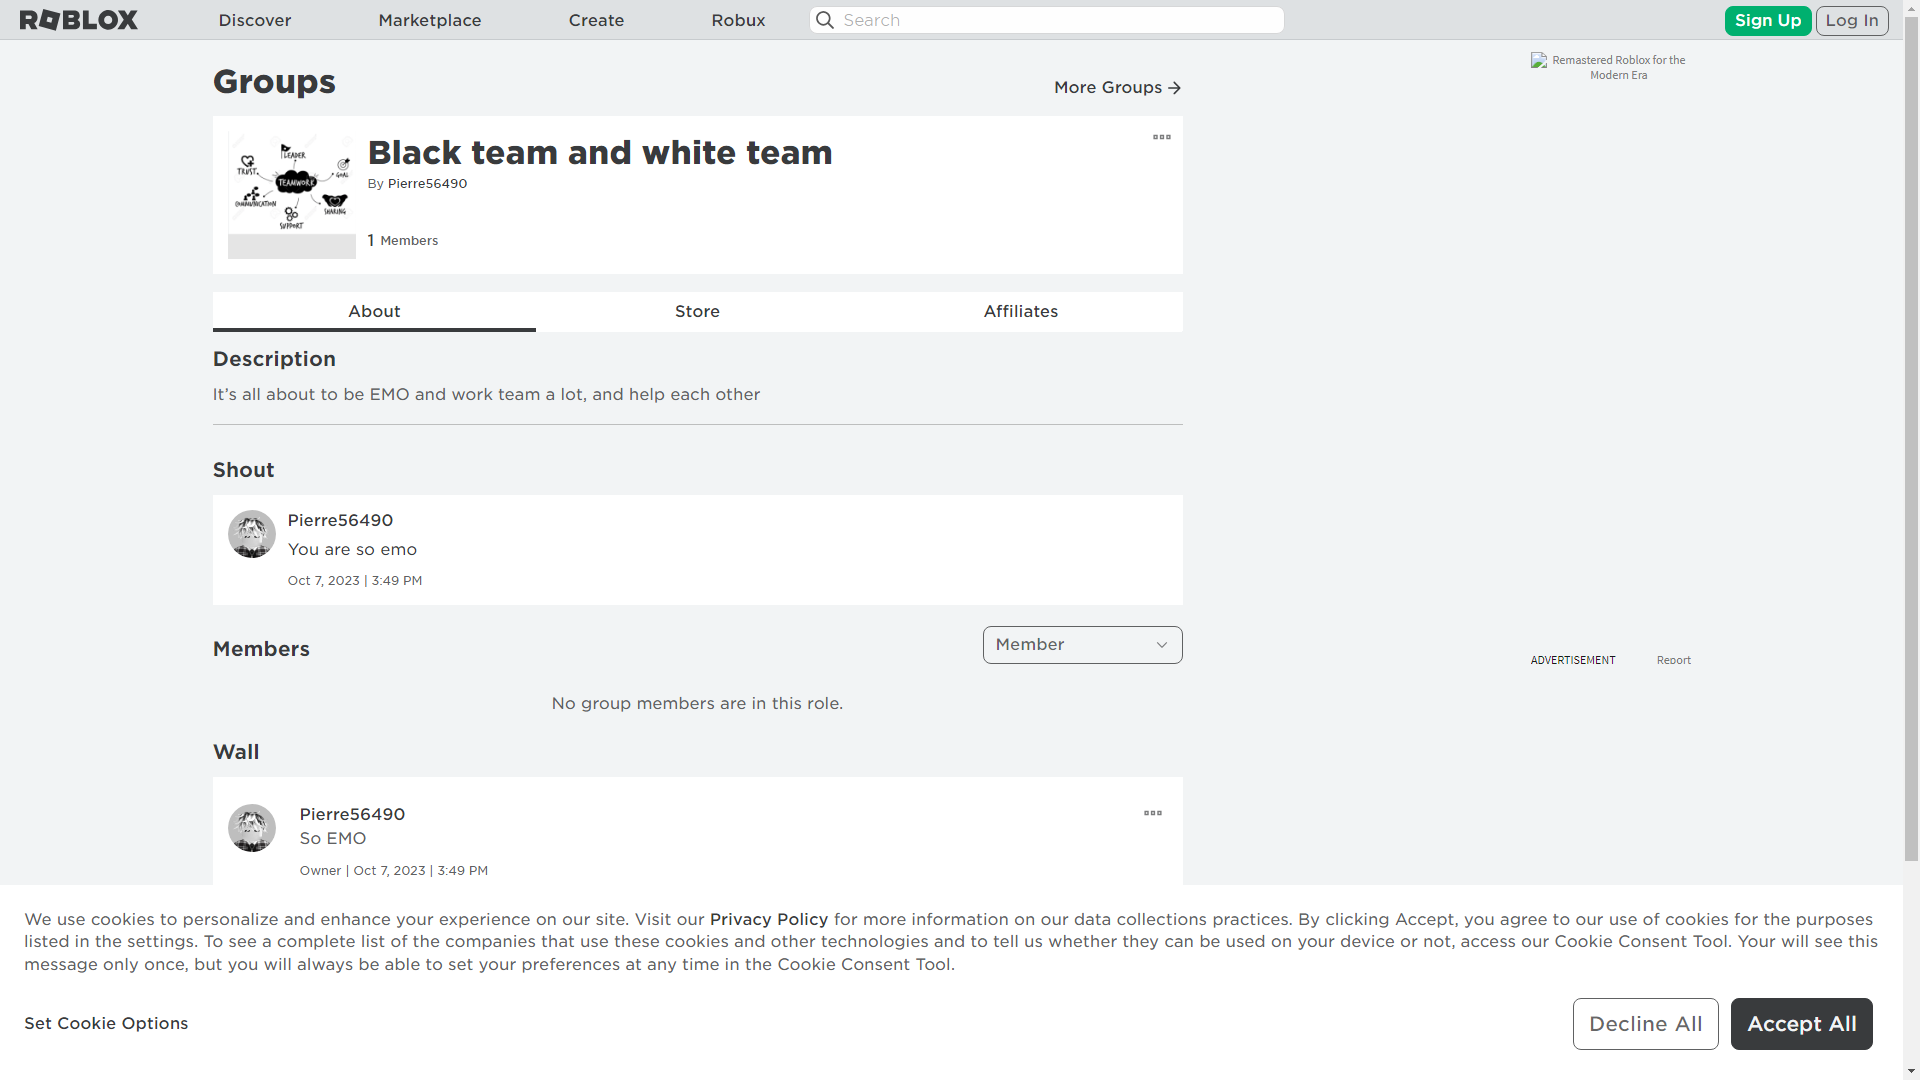 ROBLOX
Discover
Marketplace
Create
Robux
Search
Sign Up
Log In
Groups
More Groups
Remastered Roblox for the
Modern Era
LEADER
TRUST
GOAL
TEAMWORK
COMMUNICATION
SHARING
SUPPORT
Black team and white team
By Pierre56490
1 Members
About
Store
Affiliates
Description
It’s all about to be EMO and work team a lot, and help each other
Shout
Pierre56490
You are so emo
Oct 7, 2023 | 3:49 PM
Members
Member
ADVERTISEMENT
Report
No group members are in this role.
Wall
Pierre56490
So EMO
Owner | Oct 7, 2023 | 3:49 PM
We use cookies to personalize and enhance your experience on our site. Visit our Privacy Policy for more information on our data collections practices. By clicking Accept, you agree to our use of cookies for the purposes
listed in the settings. To see a complete list of the companies that use these cookies and other technologies and to tell us whether they can be used on your device or not, access our Cookie Consent Tool. Your will see this
message only once, but you will always be able to set your preferences at any time in the Cookie Consent Tool.
Set Cookie Options
Decline All
Accept All